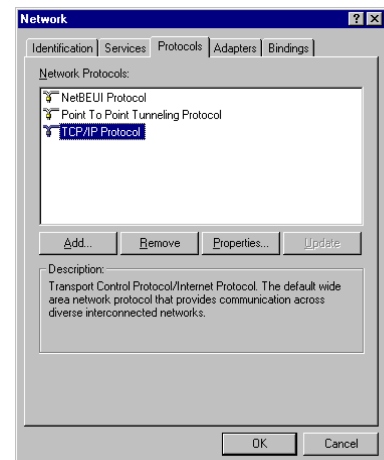 Network
Identification Services Protocols Adapters Bindings
Network Protocols:
NetBEUI Protocol
Point To Point Tunneling Protocol
TCP/IP Protocol
Add... Remove Properties... Update
Description:
Transport Control Protocol/Internet Protocol. The default wide
area network protocol that provides communication across
diverse interconnected networks.
OK Cancel